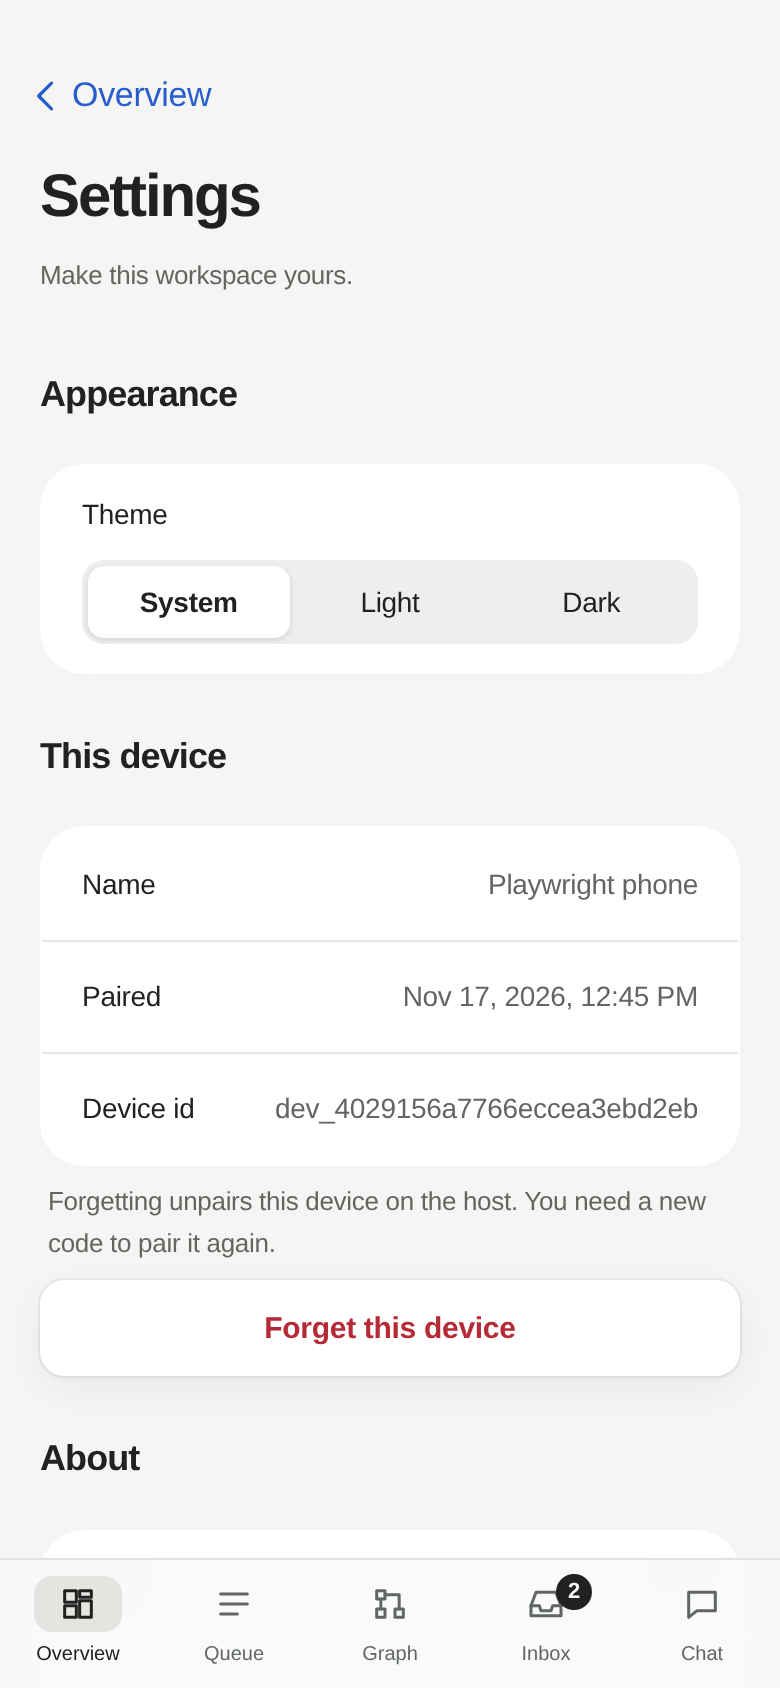 Overview
Settings
Make this workspace yours.
Appearance
Theme
System Light Dark
This device
Name Playwright phone
Paired Nov 17, 2026, 12:45 PM
Device id dev_4029156a7766eccea3ebd2eb
Forgetting unpairs this device on the host. You need a new
code to pair it again.
Forget this device
About
2
Overview Queue Graph Inbox Chat